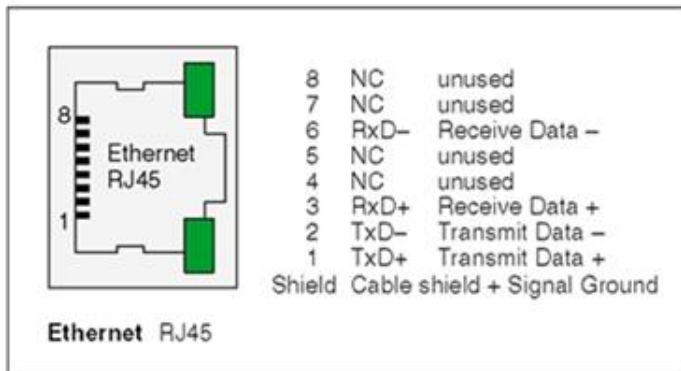 8
Ethernet
RJ45
1
8 NC unused
7 NC unused
6 RxD− Receive Data −
5 NC unused
4 NC unused
3 RxD+ Receive Data +
2 TxD− Transmit Data −
1 TxD+ Transmit Data +
Shield Cable shield + Signal Ground
Ethernet RJ45